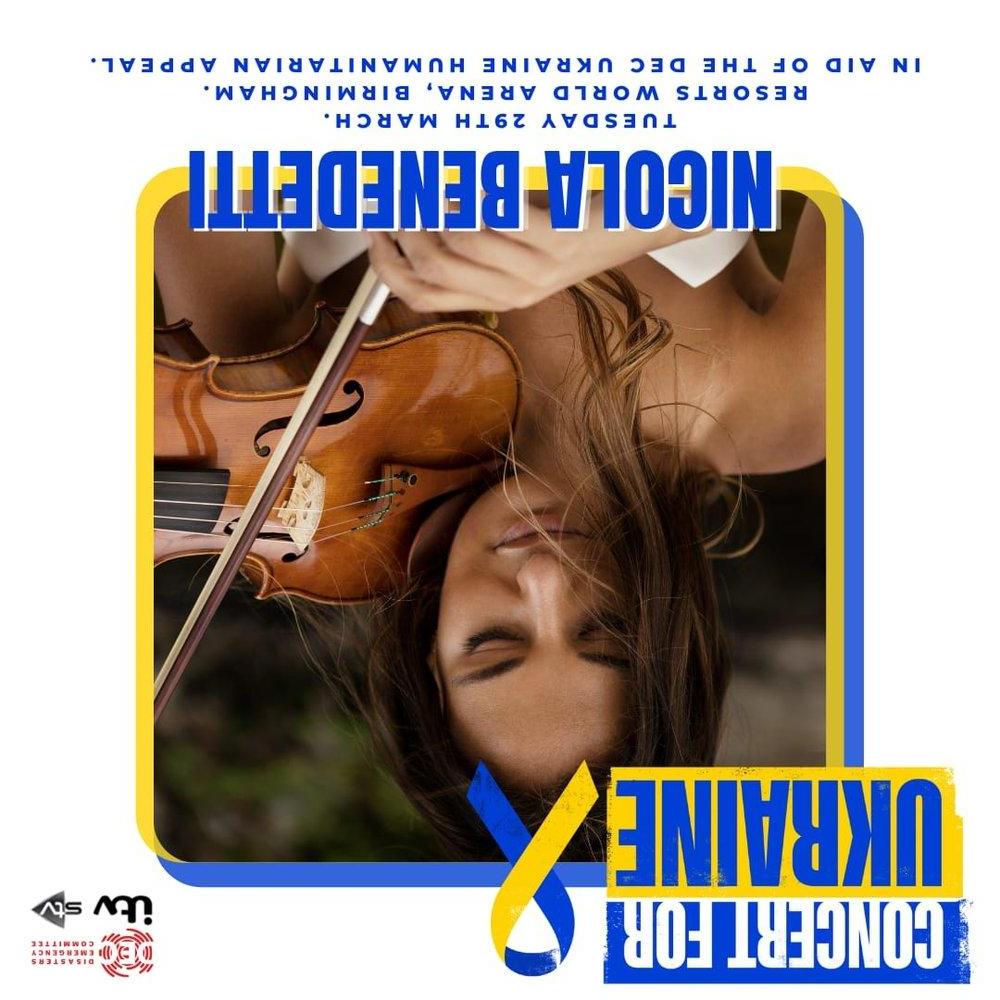 CONCERT FOR
UKRAINE
DISASTERS
EMERGENCY
COMMITTEE
itv stv
NICOLA BENEDETTI
TUESDAY 29TH MARCH.
RESORTS WORLD ARENA, BIRMINGHAM.
IN AID OF THE DEC UKRAINE HUMANITARIAN APPEAL.